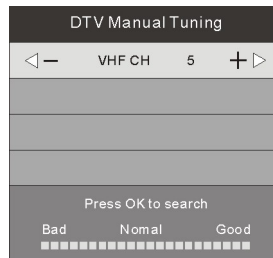 DTV Manual Tuning
− VHF CH 5 +
Press OK to search
Bad Nomal Good